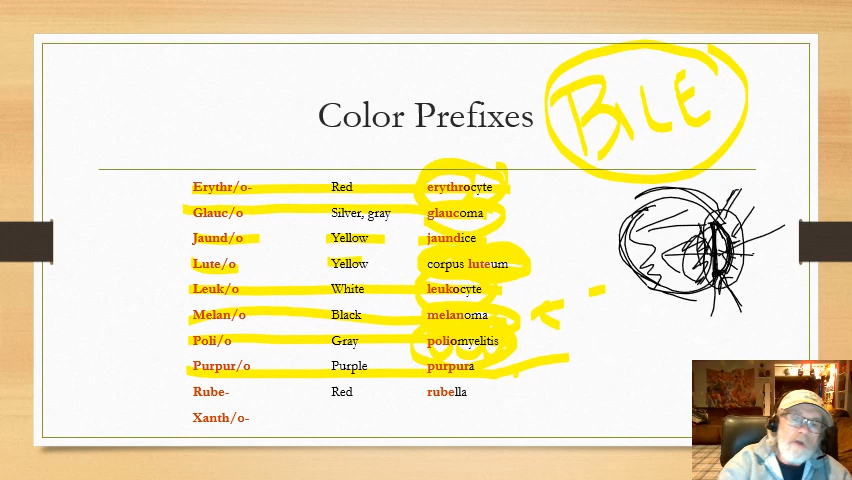 Color Prefixes
BILE
Erythr/o- Red erythrocyte
Glauc/o Silver, gray glaucoma
Jaund/o Yellow jaundice
Lute/o Yellow corpus luteum
Leuk/o White leukocyte
Melan/o Black melanoma
Poli/o Gray poliomyelitis
Purpur/o Purple purpura
Rube- Red rubella
Xanth/o-